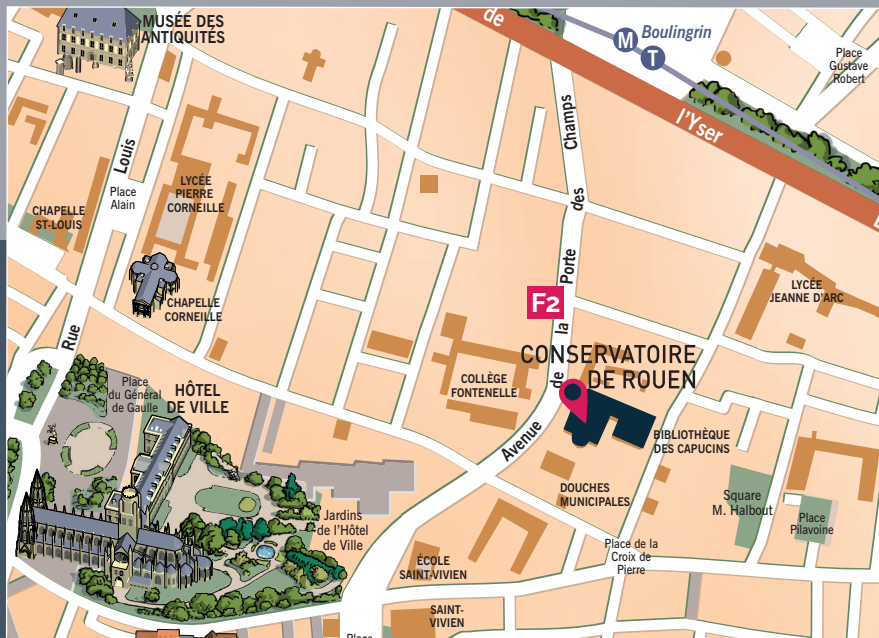 MUSÉE DES
ANTIQUITÉS
de
M
Boulingrin
T
Place
Gustave
Robert
l'Yser
Rue Louis
LYCÉE
PIERRE
CORNEILLE
Place
Alain
CHAPELLE
ST-LOUIS
CHAPELLE
CORNEILLE
Avenue de la Porte des Champs
LYCÉE
JEANNE D'ARC
F2
CONSERVATOIRE
DE ROUEN
COLLÈGE
FONTENELLE
Place
du Général
de Gaulle
HÔTEL
DE VILLE
BIBLIOTHÈQUE
DES CAPUCINS
DOUCHES
MUNICIPALES
Square
M. Halbout
Place
Pilavoine
Jardins
de l'Hôtel
de Ville
Place de la
Croix de
Pierre
ÉCOLE
SAINT-VIVIEN
SAINT-
VIVIEN
Place